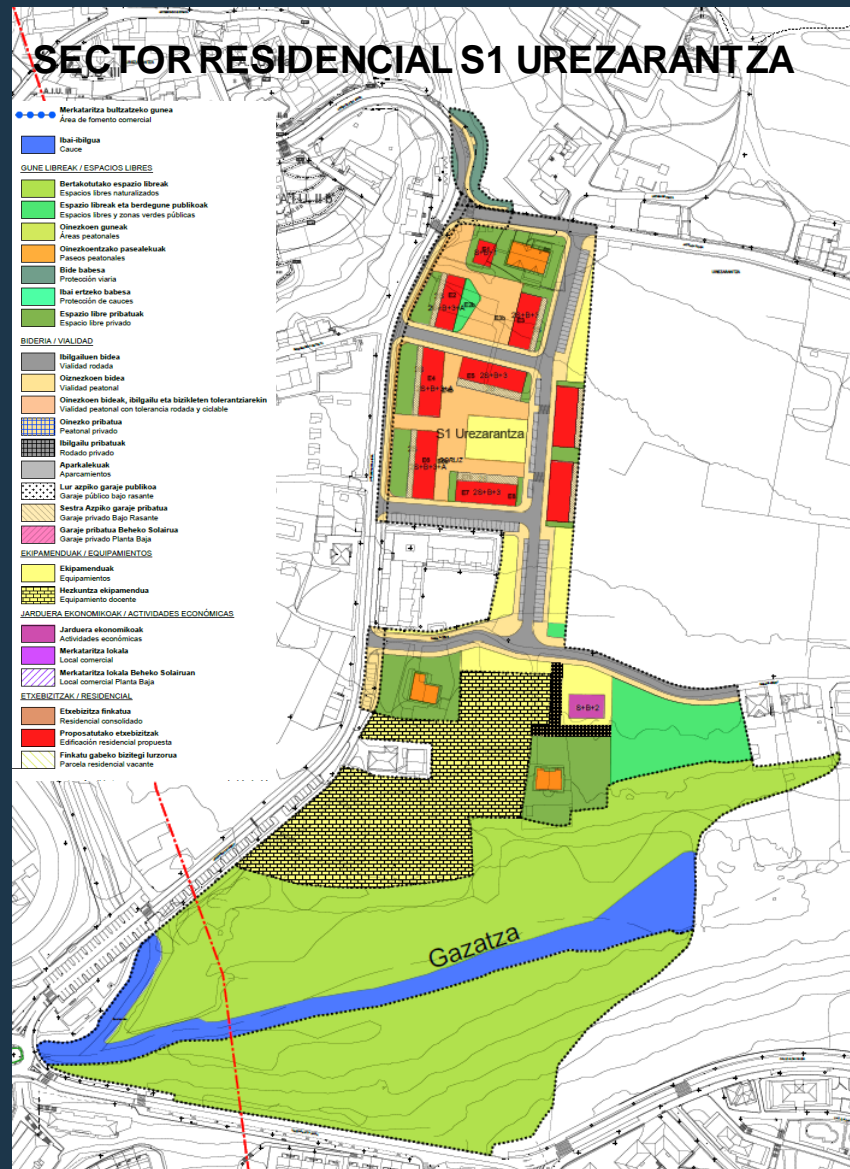 SECTOR RESIDENCIAL S1 UREZARANTZA
Merkataritza bultzatzeko gunea
Área de fomento comercial
Ibai-ibilgua
Cauce
GUNE LIBREAK / ESPACIOS LIBRES
Bertakotutako espazio libreak
Espacios libres naturalizados
Espazio libreak eta berdegune publikoak
Espacios libres y zonas verdes públicas
Oinezkoen guneak
Áreas peatonales
Oinezkoentzako pasealekuak
Paseos peatonales
Bide babesa
Protección viaria
Ibai ertzeko babesa
Protección de cauces
Espazio libre pribatuak
Espacio libre privado
BIDERIA / VIALIDAD
Ibilgailuen bidea
Vialidad rodada
Oiznezkoen bidea
Vialidad peatonal
Oinezkoen bideak, ibilgailu eta bizikleten tolerantziarekin
Vialidad peatonal con tolerancia rodada y ciclable
Oinezko pribatua
Peatonal privado
Ibilgailu pribatuak
Rodado privado
Aparkalekuak
Aparcamientos
Lur azpiko garaje publikoa
Garaje público bajo rasante
Sestra Azpiko garaje pribatua
Garaje privado Bajo Rasante
Garaje pribatua Beheko Solairua
Garaje privado Planta Baja
EKIPAMENDUAK / EQUIPAMIENTOS
Ekipamenduak
Equipamientos
Hezkuntza ekipamendua
Equipamiento docente
JARDUERA EKONOMIKOAK / ACTIVIDADES ECONÓMICAS
Jarduera ekonomikoak
Actividades económicas
Merkataritza lokala
Local comercial
Merkataritza lokala Beheko Solairuan
Local comercial Planta Baja
ETXEBIZITZAK / RESIDENCIAL
Etxebizitza finkatua
Residencial consolidado
Proposatutako etxebizitzak
Edificación residencial propuesta
Finkatu gabeko bizitegi lurzorua
Parcela residencial vacante
A.I.U. II-B
E5 2S+B+3
S1 Urezarantza
E7 2S+B+3
S+B+2
Gazatza